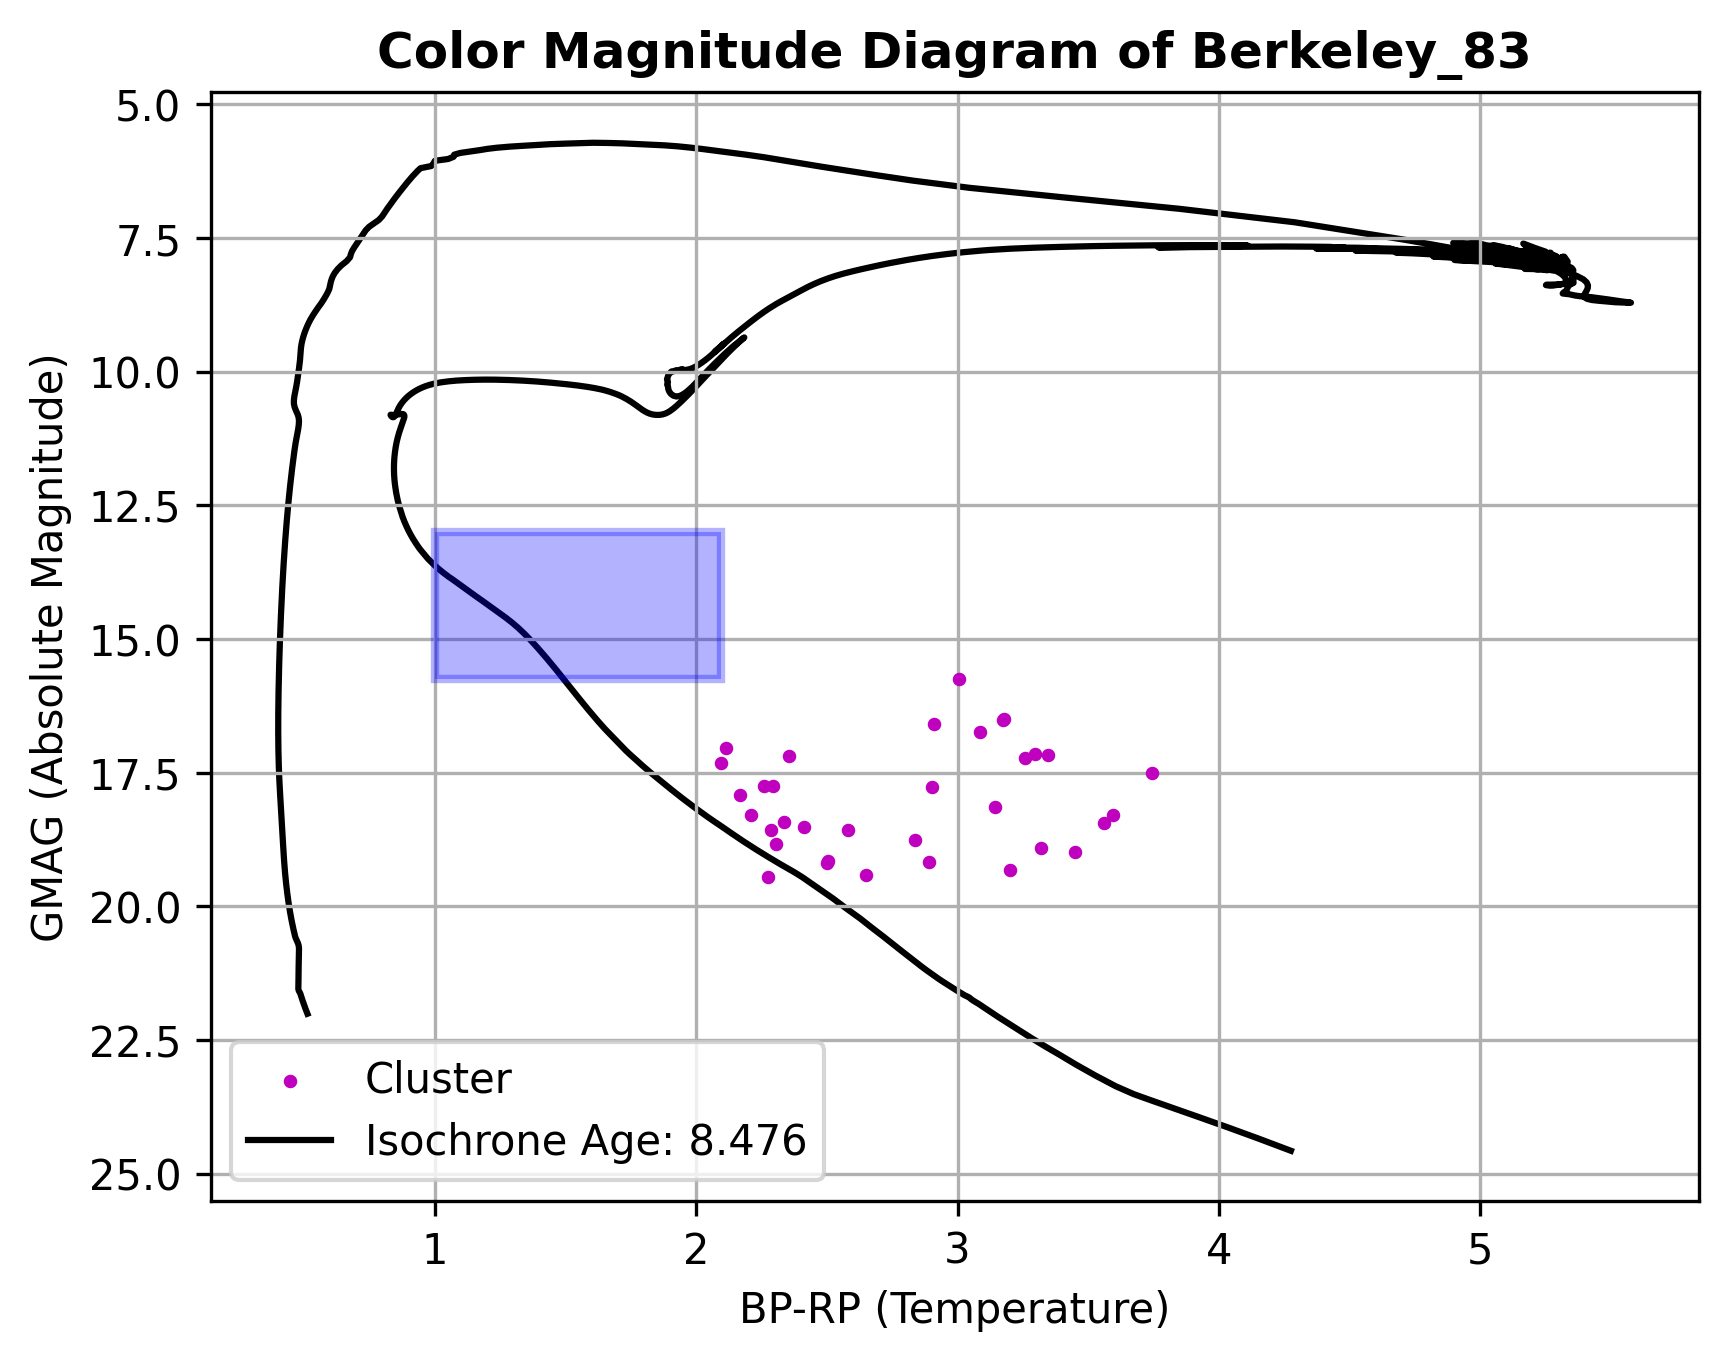 Color Magnitude Diagram of Berkeley_83
GMAG (Absolute Magnitude)
5.0
7.5
10.0
12.5
15.0
17.5
20.0
22.5
25.0
Cluster
Isochrone Age: 8.476
1 2 3 4 5
BP-RP (Temperature)